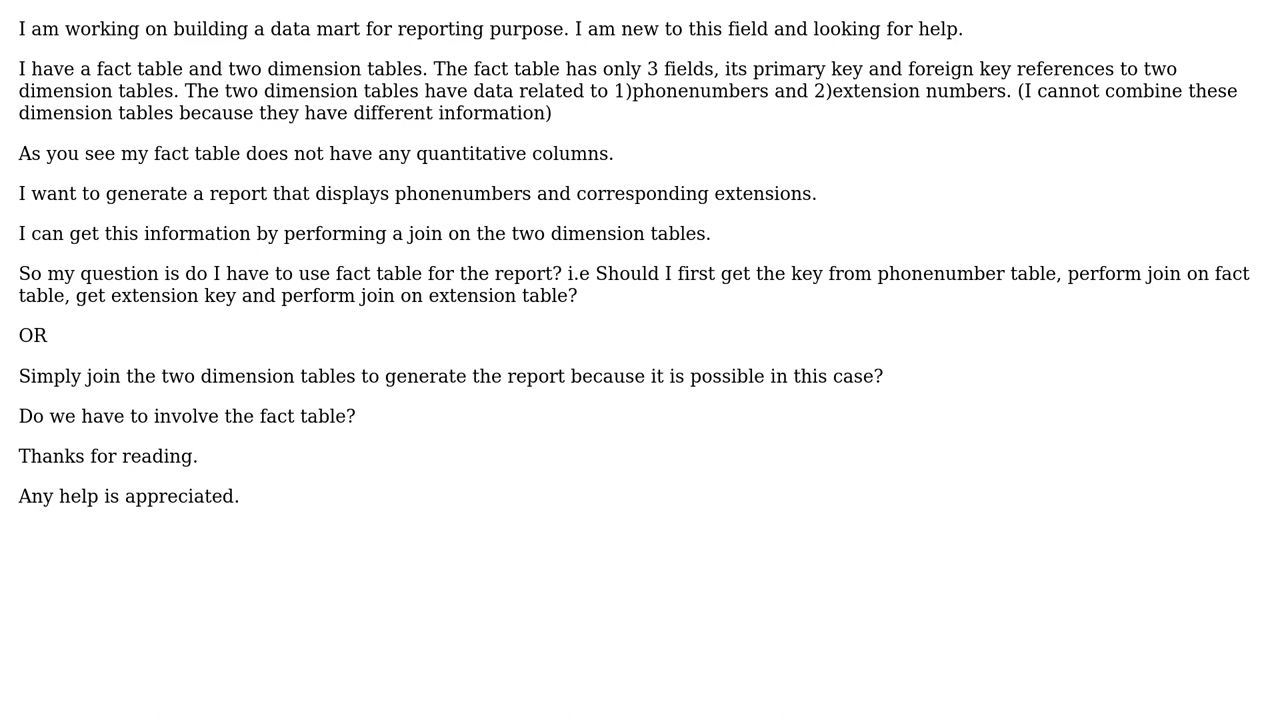 I am working on building a data mart for reporting purpose. I am new to this field and looking for help.
I have a fact table and two dimension tables. The fact table has only 3 fields, its primary key and foreign key references to two
dimension tables. The two dimension tables have data related to 1)phonenumbers and 2)extension numbers. (I cannot combine these
dimension tables because they have different information)
As you see my fact table does not have any quantitative columns.
I want to generate a report that displays phonenumbers and corresponding extensions.
I can get this information by performing a join on the two dimension tables.
So my question is do I have to use fact table for the report? i.e Should I first get the key from phonenumber table, perform join on fact
table, get extension key and perform join on extension table?
OR
Simply join the two dimension tables to generate the report because it is possible in this case?
Do we have to involve the fact table?
Thanks for reading.
Any help is appreciated.